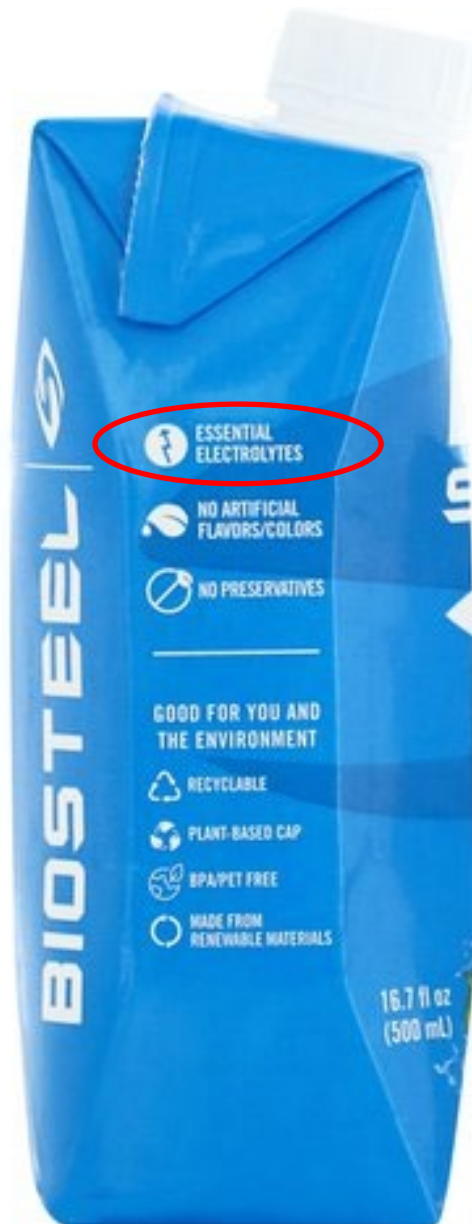 BIOSTEEL
ESSENTIAL
ELECTROLYTES
NO ARTIFICIAL
FLAVORS/COLORS
NO PRESERVATIVES
GOOD FOR YOU AND
THE ENVIRONMENT
RECYCLABLE
PLANT-BASED CAP
BPA/PET FREE
MADE FROM
RENEWABLE MATERIALS
16.7 fl oz
(500 mL)